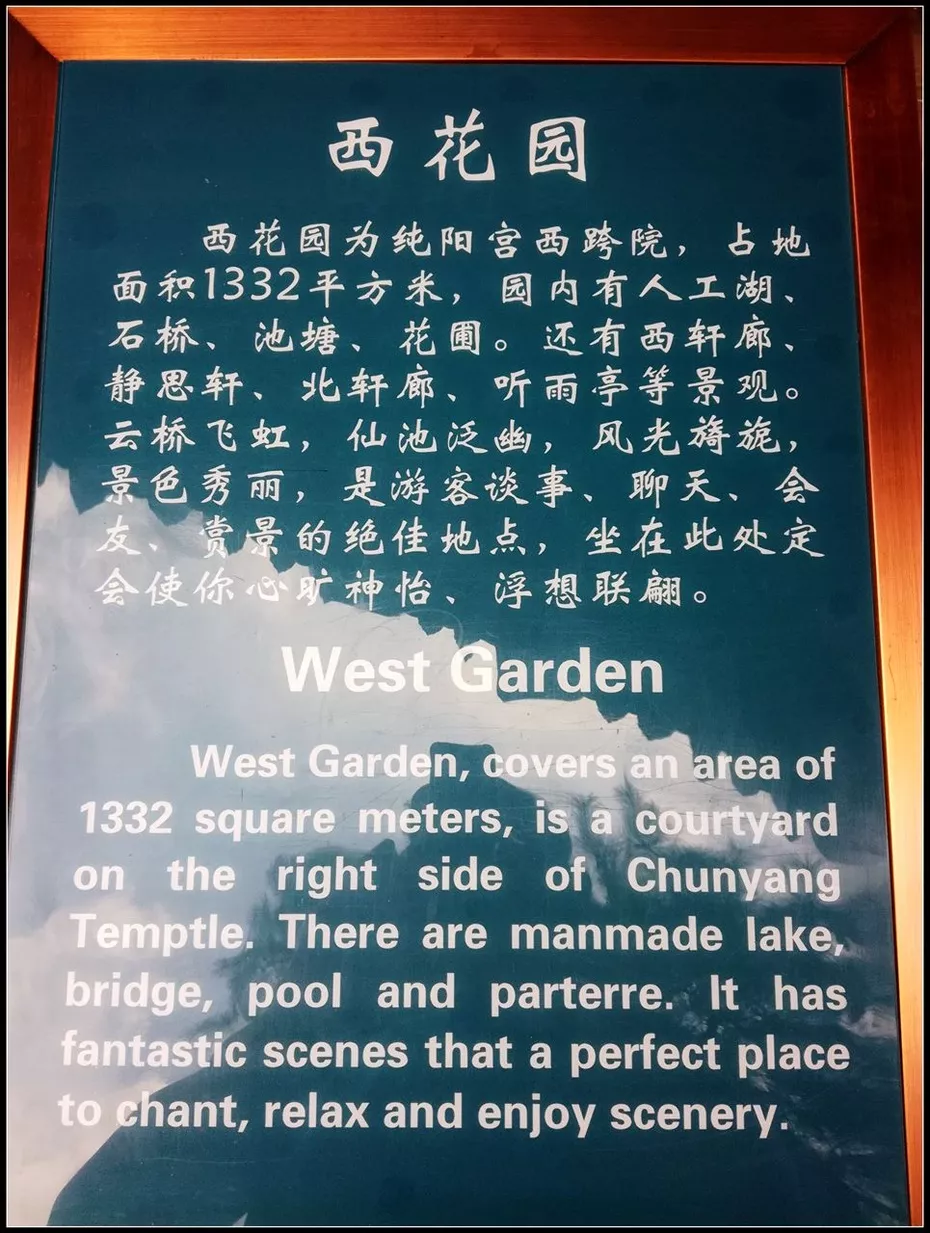 西花园
西花园为纯阳宫西跨院，占地
面积1332平方米，园内有人工湖、
石桥、池塘、花圃。还有西轩廊、
静思轩、北轩廊、听雨亭等景观。
云桥飞虹，仙池泛幽，风光旖旎，
景色秀丽，是游客谈事、聊天、会
友、赏景的绝佳地点，坐在此处定
会使你心旷神怡、浮想联翩。
West Garden
West Garden, covers an area of
1332 square meters, is a courtyard
on the right side of Chunyang
Temptle. There are manmade lake,
bridge, pool and parterre. It has
fantastic scenes that a perfect place
to chant, relax and enjoy scenery.